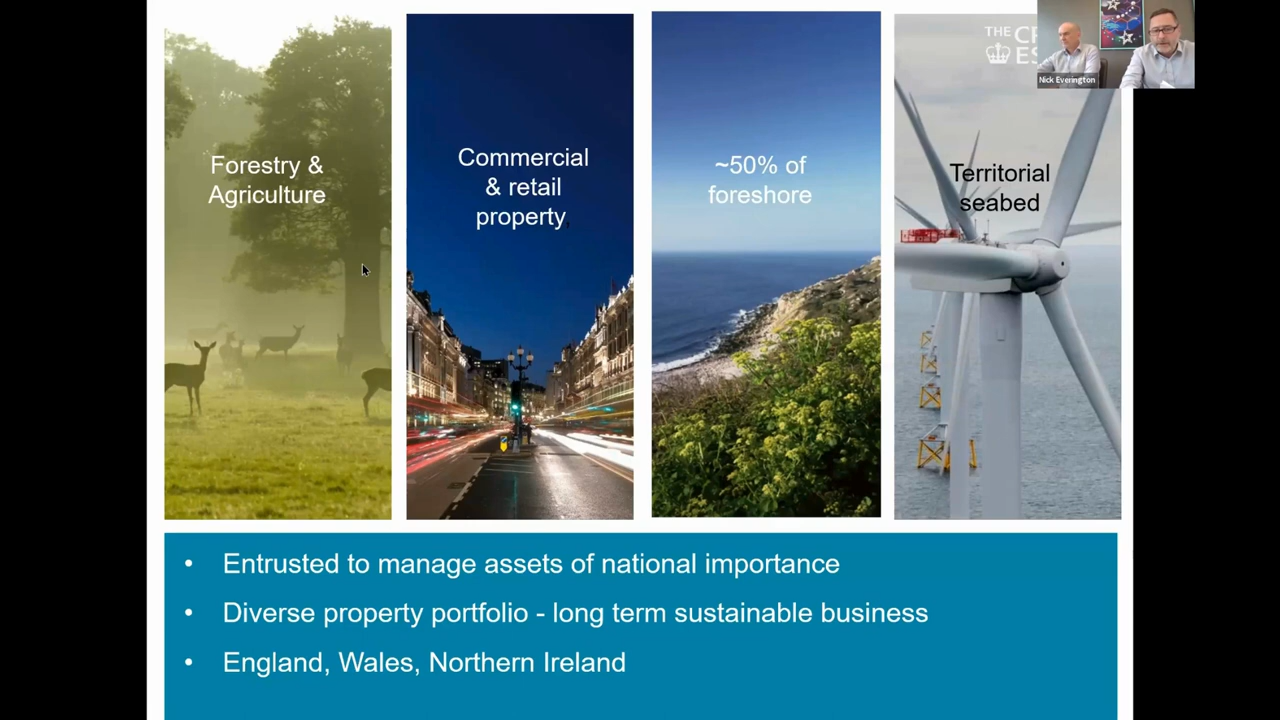 Forestry &
Agriculture
Commercial
& retail
property,
~50% of
foreshore
THE
Territorial
seabed
Nick Everington
• Entrusted to manage assets of national importance
• Diverse property portfolio - long term sustainable business
• England, Wales, Northern Ireland